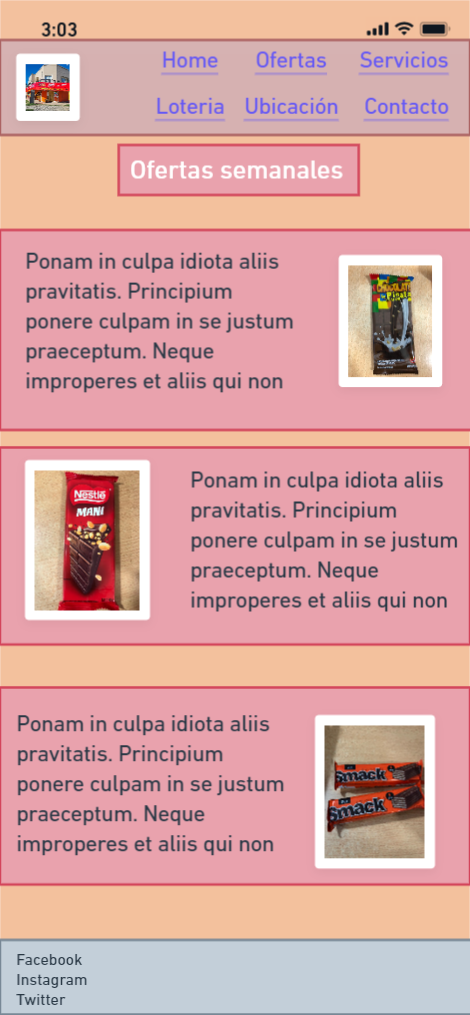 3:03
Home Ofertas Servicios
Loteria Ubicación Contacto
Ofertas semanales
Ponam in culpa idiota aliis
pravitatis. Principium
ponere culpam in se justum
praeceptum. Neque
improperes et aliis qui non
CHOCOLATE
Nestlé
MANI
Ponam in culpa idiota aliis
pravitatis. Principium
ponere culpam in se justum
praeceptum. Neque
improperes et aliis qui non
Ponam in culpa idiota aliis
pravitatis. Principium
ponere culpam in se justum
praeceptum. Neque
improperes et aliis qui non
Smack
Smack
Facebook
Instagram
Twitter